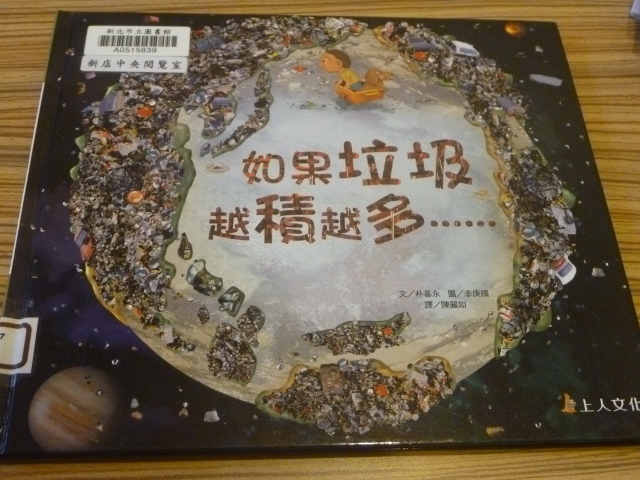 新北市立圖書館
A0515839
新店中央閱覽室
如果垃圾
越積越多……
文／朴基永 圖／李庚國
譯／陳麗如
上人文化
7